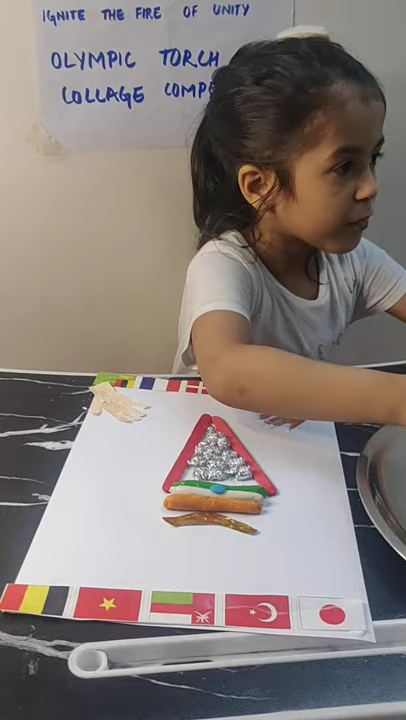 IGNITE THE FIRE OF UNITY
OLYMPIC TORCH
COLLAGE